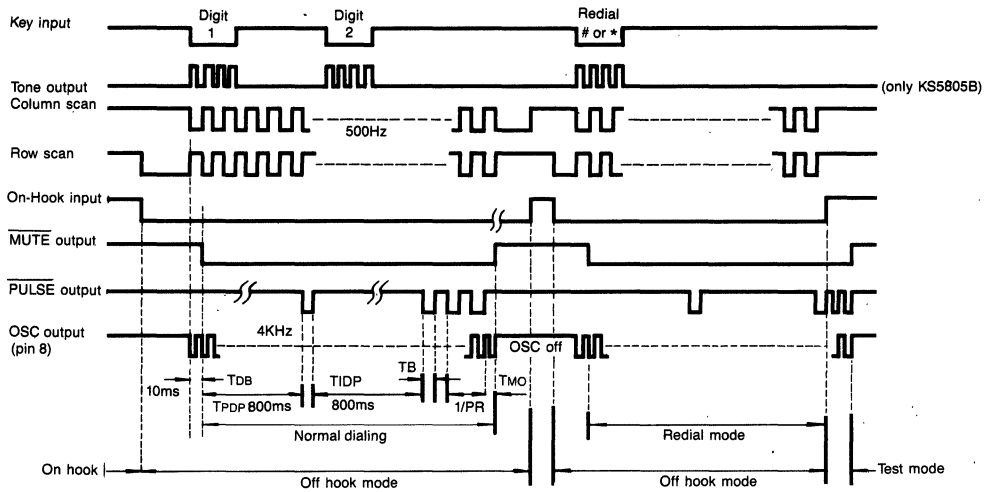 Key input
Digit
1
Digit
2
Redial
# or *
Tone output
(only KS5805B)
Column scan
500Hz
Row scan
On-Hook input
MUTE output
PULSE output
OSC output
(pin 8)
4KHz
OSC off
10ms
TDB
TIDP
TB
TMO
TPDP 800ms
800ms
1/PR
Normal dialing
Redial mode
On hook
Off hook mode
Off hook mode
Test mode